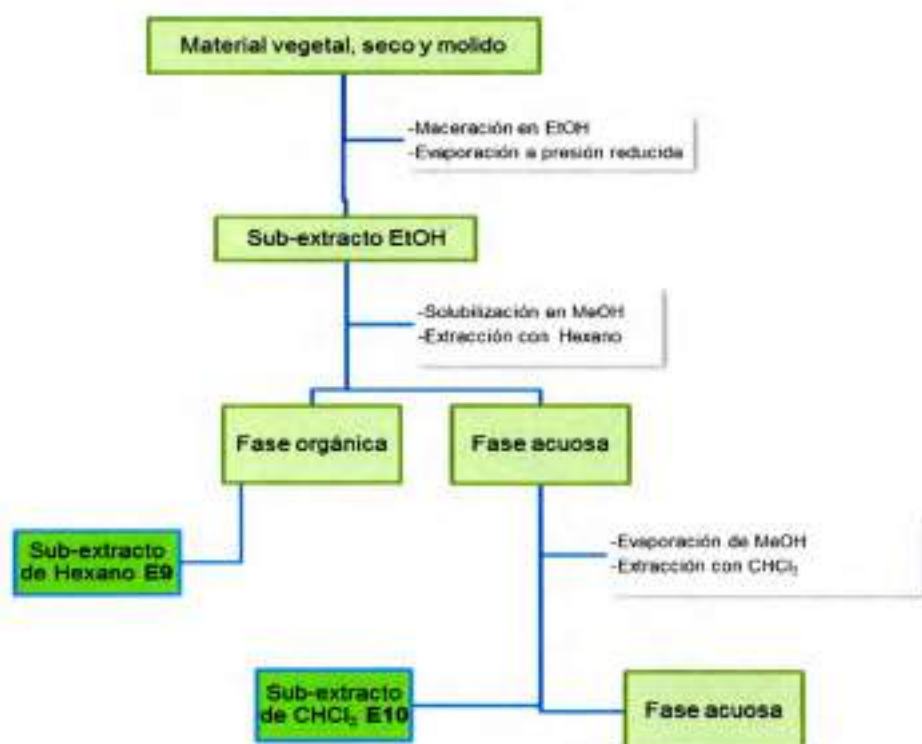 Material vegetal, seco y molido
-Maceración en EtOH
-Evaporación a presión reducida
Sub-extracto EtOH
-Solubilización en MeOH
-Extracción con Hexano
Fase orgánica
Fase acuosa
Sub-extracto
de Hexano E9
-Evaporación de MeOH
-Extracción con CHCl₃
Sub-extracto
de CHCl₃ E10
Fase acuosa